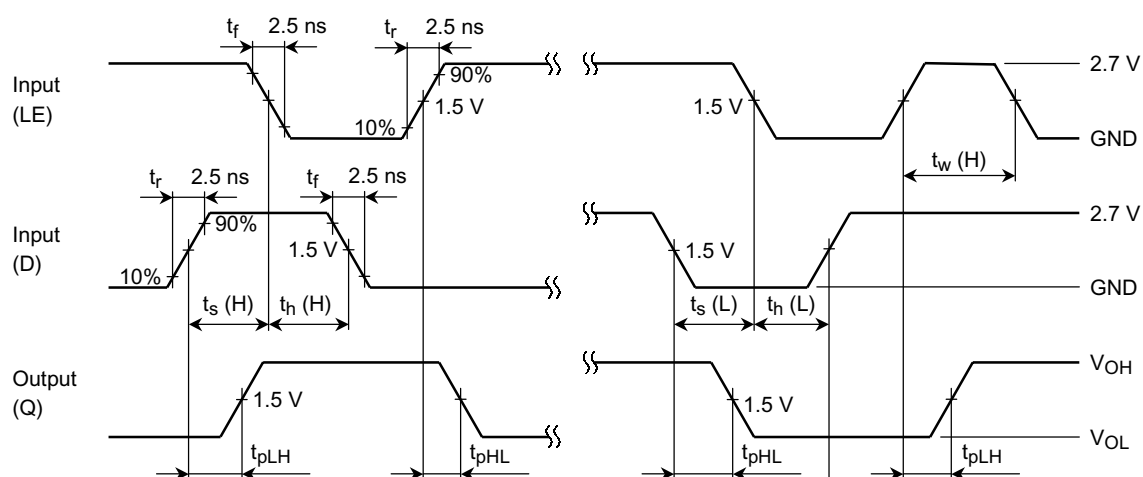 tf 2.5 ns tr 2.5 ns
Input
(LE)
90%
1.5 V
10%
1.5 V
2.7 V
GND
tw (H)
tr 2.5 ns tf 2.5 ns
Input
(D)
90%
1.5 V
10%
1.5 V
2.7 V
GND
ts (H) th (H)
ts (L) th (L)
Output
(Q)
1.5 V
1.5 V
VOH
VOL
tpLH
tpHL
tpHL
tpLH